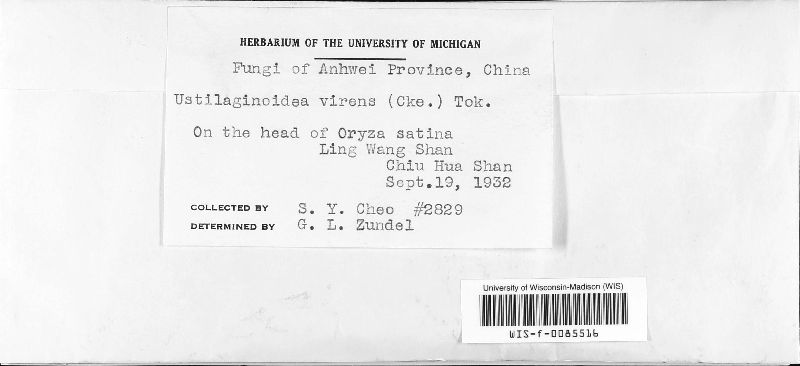 HERBARIUM OF THE UNIVERSITY OF MICHIGAN
Fungi of Anhwei Province, China
Ustilaginoidea virens (Cke.) Tok.
On the head of Oryza satina
Ling Wang Shan
Chiu Hua Shan
Sept.19, 1932
COLLECTED BY S. Y. Cheo #2829
DETERMINED BY G. L. Zundel
University of Wisconsin-Madison (WIS)
WIS-f-0085516